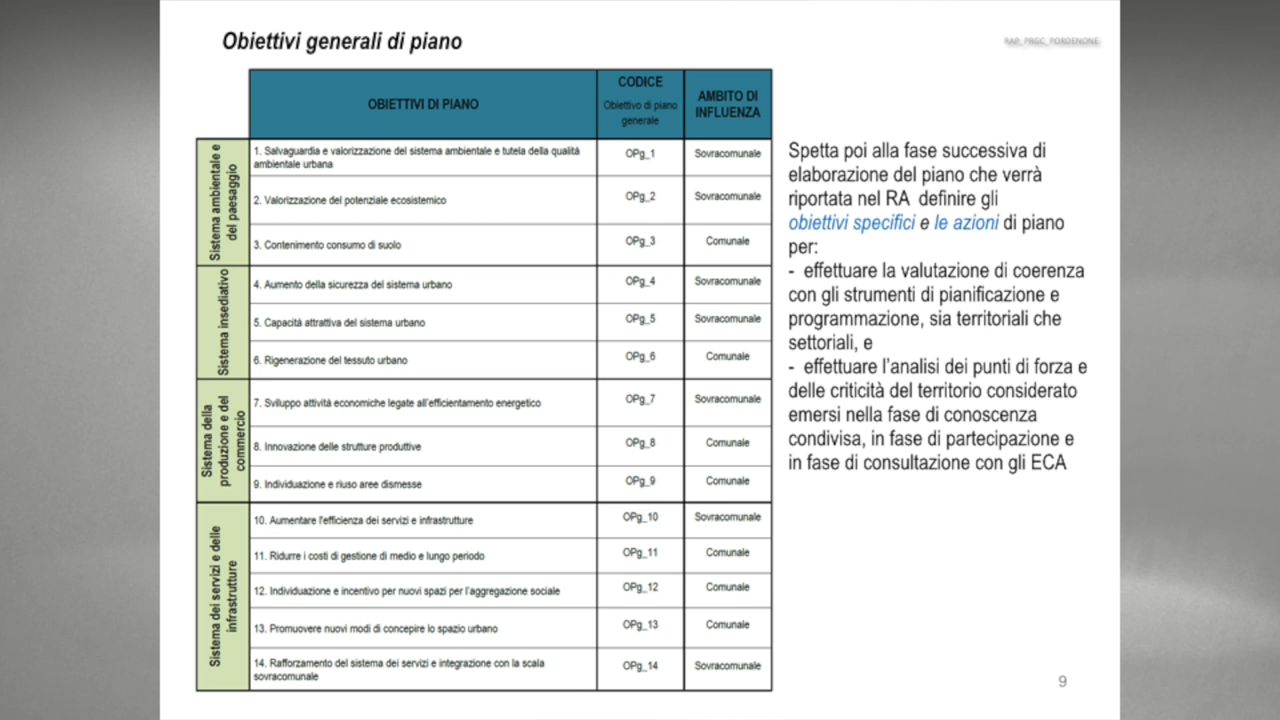 Obiettivi generali di piano
RAP_PRGC_PORDENONE
OBIETTIVI DI PIANO
CODICE
Obiettivo di piano
generale
AMBITO DI
INFLUENZA
Sistema ambientale e
del paesaggio
1. Salvaguardia e valorizzazione del sistema ambientale e tutela della qualità
ambientale urbana
OPg_1
Sovracomunale
2. Valorizzazione del potenziale ecosistemico
OPg_2
Sovracomunale
3. Contenimento consumo di suolo
OPg_3
Comunale
Sistema insediativo
4. Aumento della sicurezza del sistema urbano
OPg_4
Sovracomunale
5. Capacità attrattiva del sistema urbano
OPg_5
Sovracomunale
6. Rigenerazione del tessuto urbano
OPg_6
Comunale
Sistema della
produzione e del
commercio
7. Sviluppo attività economiche legate all'efficientamento energetico
OPg_7
Sovracomunale
8. Innovazione delle strutture produttive
OPg_8
Comunale
9. Individuazione e riuso aree dismesse
OPg_9
Comunale
Sistema dei servizi e delle
infrastrutture
10. Aumentare l'efficienza dei servizi e infrastrutture
OPg_10
Sovracomunale
11. Ridurre i costi di gestione di medio e lungo periodo
OPg_11
Comunale
12. Individuazione e incentivo per nuovi spazi per l'aggregazione sociale
OPg_12
Comunale
13. Promuovere nuovi modi di concepire lo spazio urbano
OPg_13
Comunale
14. Rafforzamento del sistema dei servizi e integrazione con la scala
sovracomunale
OPg_14
Sovracomunale
Spetta poi alla fase successiva di
elaborazione del piano che verrà
riportata nel RA definire gli
obiettivi specifici e le azioni di piano
per:
- effettuare la valutazione di coerenza
con gli strumenti di pianificazione e
programmazione, sia territoriali che
settoriali, e
- effettuare l'analisi dei punti di forza e
delle criticità del territorio considerato
emersi nella fase di conoscenza
condivisa, in fase di partecipazione e
in fase di consultazione con gli ECA
9